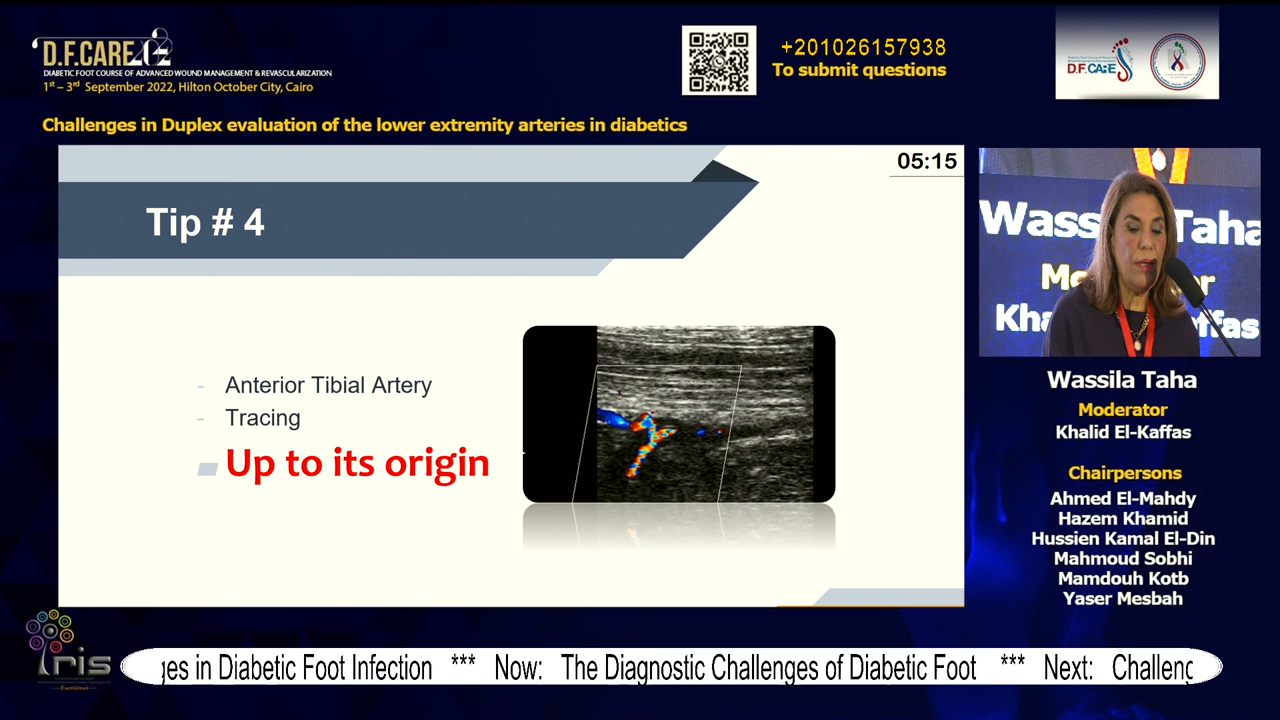 D.F.CARE 2022
DIABETIC FOOT COURSE OF ADVANCED WOUND MANAGEMENT & REVASCULARIZATION
1st – 3rd September 2022, Hilton October City, Cairo
+201026157938
To submit questions
D.F.CARE
Challenges in Duplex evaluation of the lower extremity arteries in diabetics
05:15
Tip # 4
- Anterior Tibial Artery
- Tracing
Up to its origin
Wassila Taha
Wassila Taha
Moderator
Khalid El-Kaffas
Chairpersons
Ahmed El-Mahdy
Hazem Khamid
Hussien Kamal El-Din
Mahmoud Sobhi
Mamdouh Kotb
Yaser Mesbah
iris
Excellence
ges in Diabetic Foot Infection *** Now: The Diagnostic Challenges of Diabetic Foot *** Next: Challeng